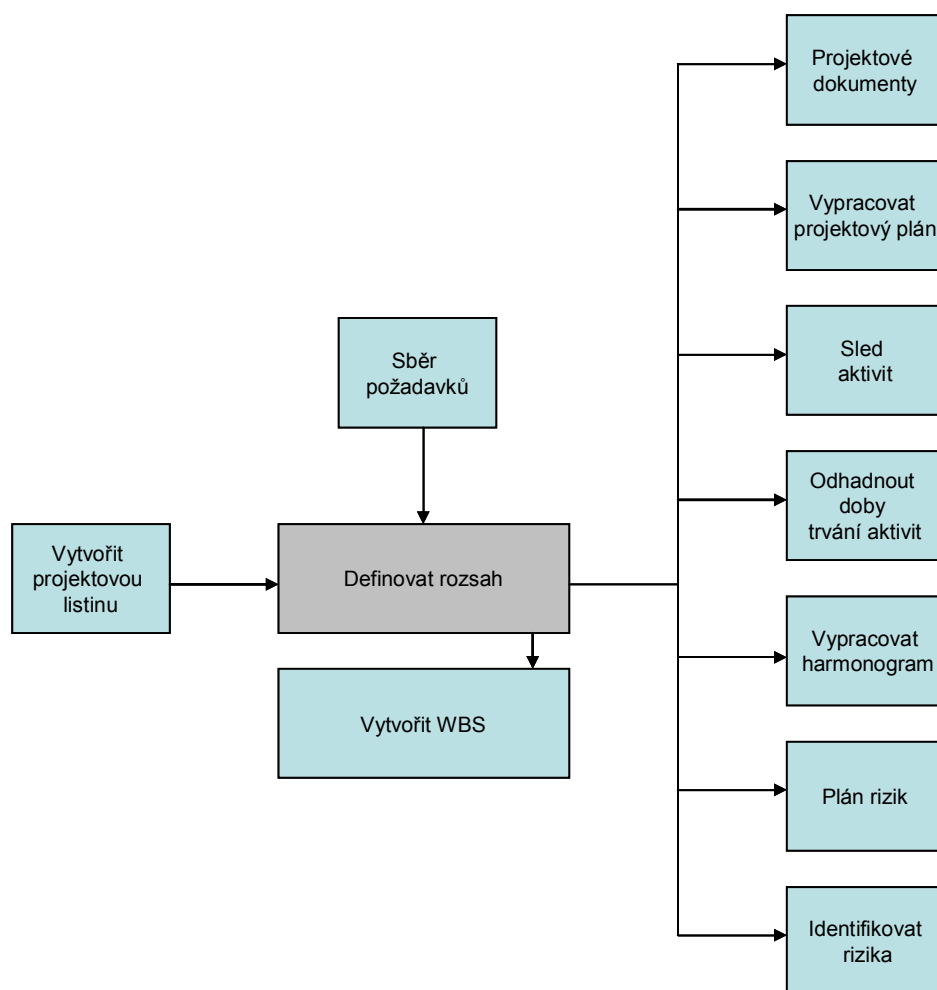 Projektové
dokumenty
Vypracovat
projektový plán
Sběr
požadavků
Sled
aktivit
Odhadnout
doby
trvání aktivit
Vytvořit
projektovou
listinu
Definovat rozsah
Vypracovat
harmonogram
Vytvořit WBS
Plán rizik
Identifikovat
rizika